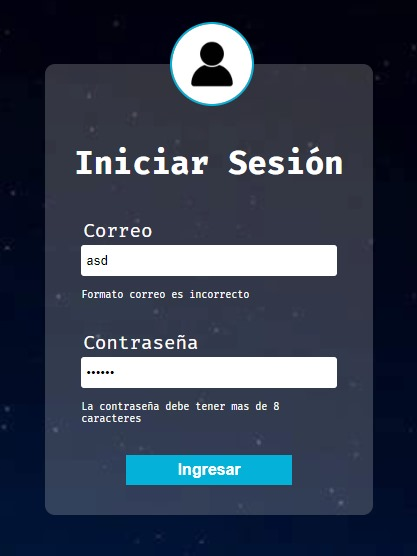 Iniciar Sesión
Correo
asd
Formato correo es incorrecto
Contraseña
••••••
La contraseña debe tener mas de 8
caracteres
Ingresar